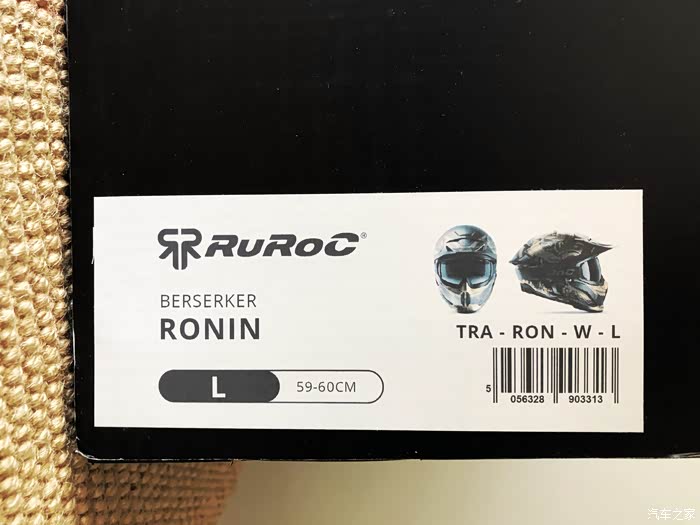 RUROC®
BERSERKER
RONIN
L 59-60CM
TRA - RON - W - L
5 056328 903313
汽车之家